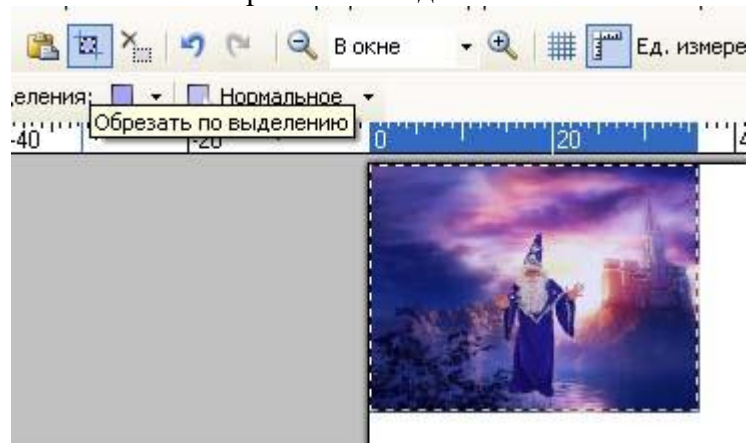 В окне
Ед. измере
еления:
Нормальное
Обрезать по выделению
-40 -20 0 20